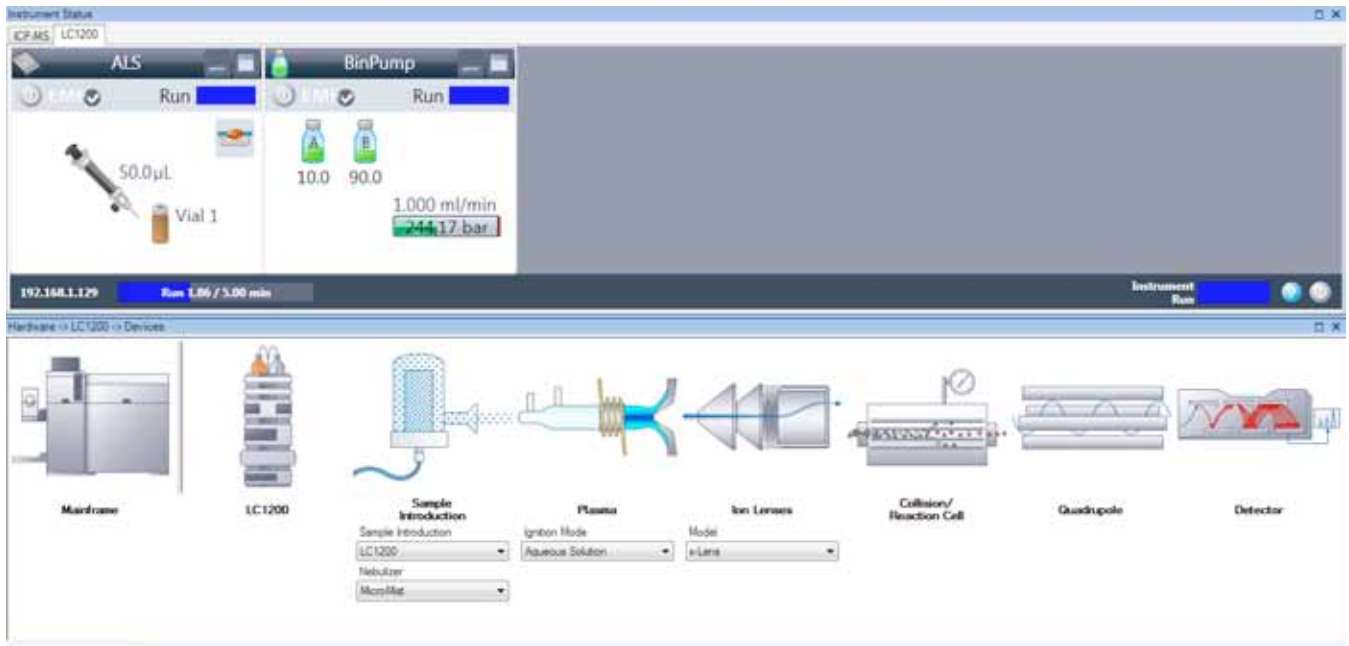 Instrument Status
ICP-MS LC1200
ALS
BinPump
Run
Run
50.0µL
Vial 1
A B
10.0 90.0
1.000 ml/min
244.17 bar
192.168.1.129
Run 1.86 / 5.00 min
Instrument
Run
Hardware -> LC1200 -> Devices
Mainframe
LC1200
Sample
Introduction
Plasma
Ion Lenses
Collision/
Reaction Cell
Quadrupole
Detector
Sample Introduction
Ignition Mode
Model
LC1200
Aqueous Solution
x-Lens
Nebulizer
MicroMist